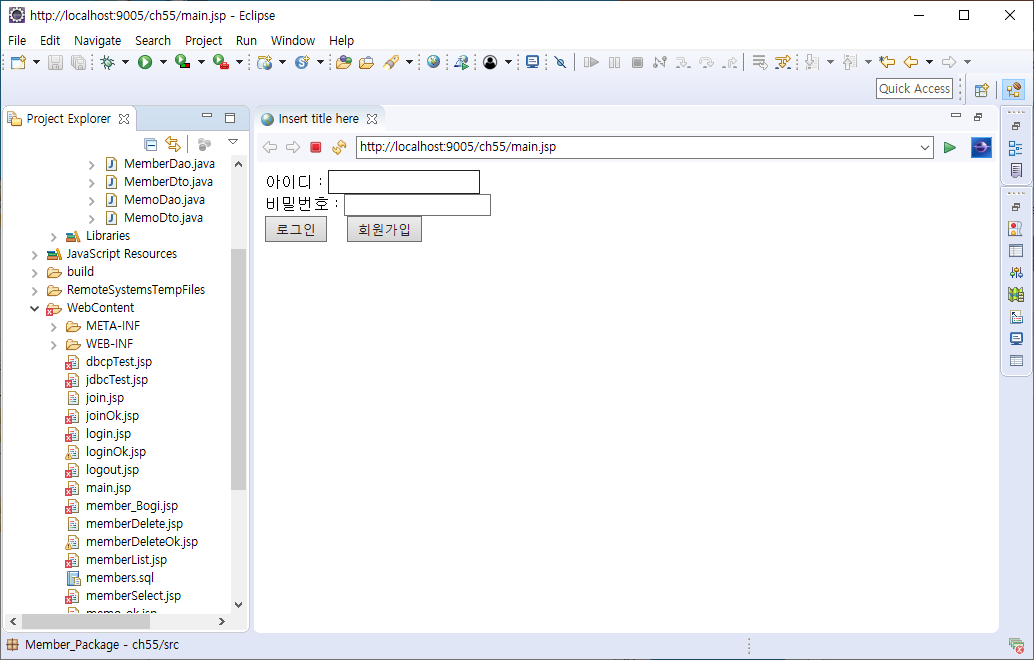 http://localhost:9005/ch55/main.jsp - Eclipse
File Edit Navigate Search Project Run Window Help
Quick Access
Project Explorer
MemberDao.java
MemberDto.java
MemoDao.java
MemoDto.java
Libraries
JavaScript Resources
build
RemoteSystemsTempFiles
WebContent
META-INF
WEB-INF
dbcpTest.jsp
jdbcTest.jsp
join.jsp
joinOk.jsp
login.jsp
loginOk.jsp
logout.jsp
main.jsp
member_Bogi.jsp
memberDelete.jsp
memberDeleteOk.jsp
memberList.jsp
members.sql
memberSelect.jsp
memo_ok.jsp
Insert title here
http://localhost:9005/ch55/main.jsp
아이디 :
비밀번호 :
로그인 회원가입
Member_Package - ch55/src